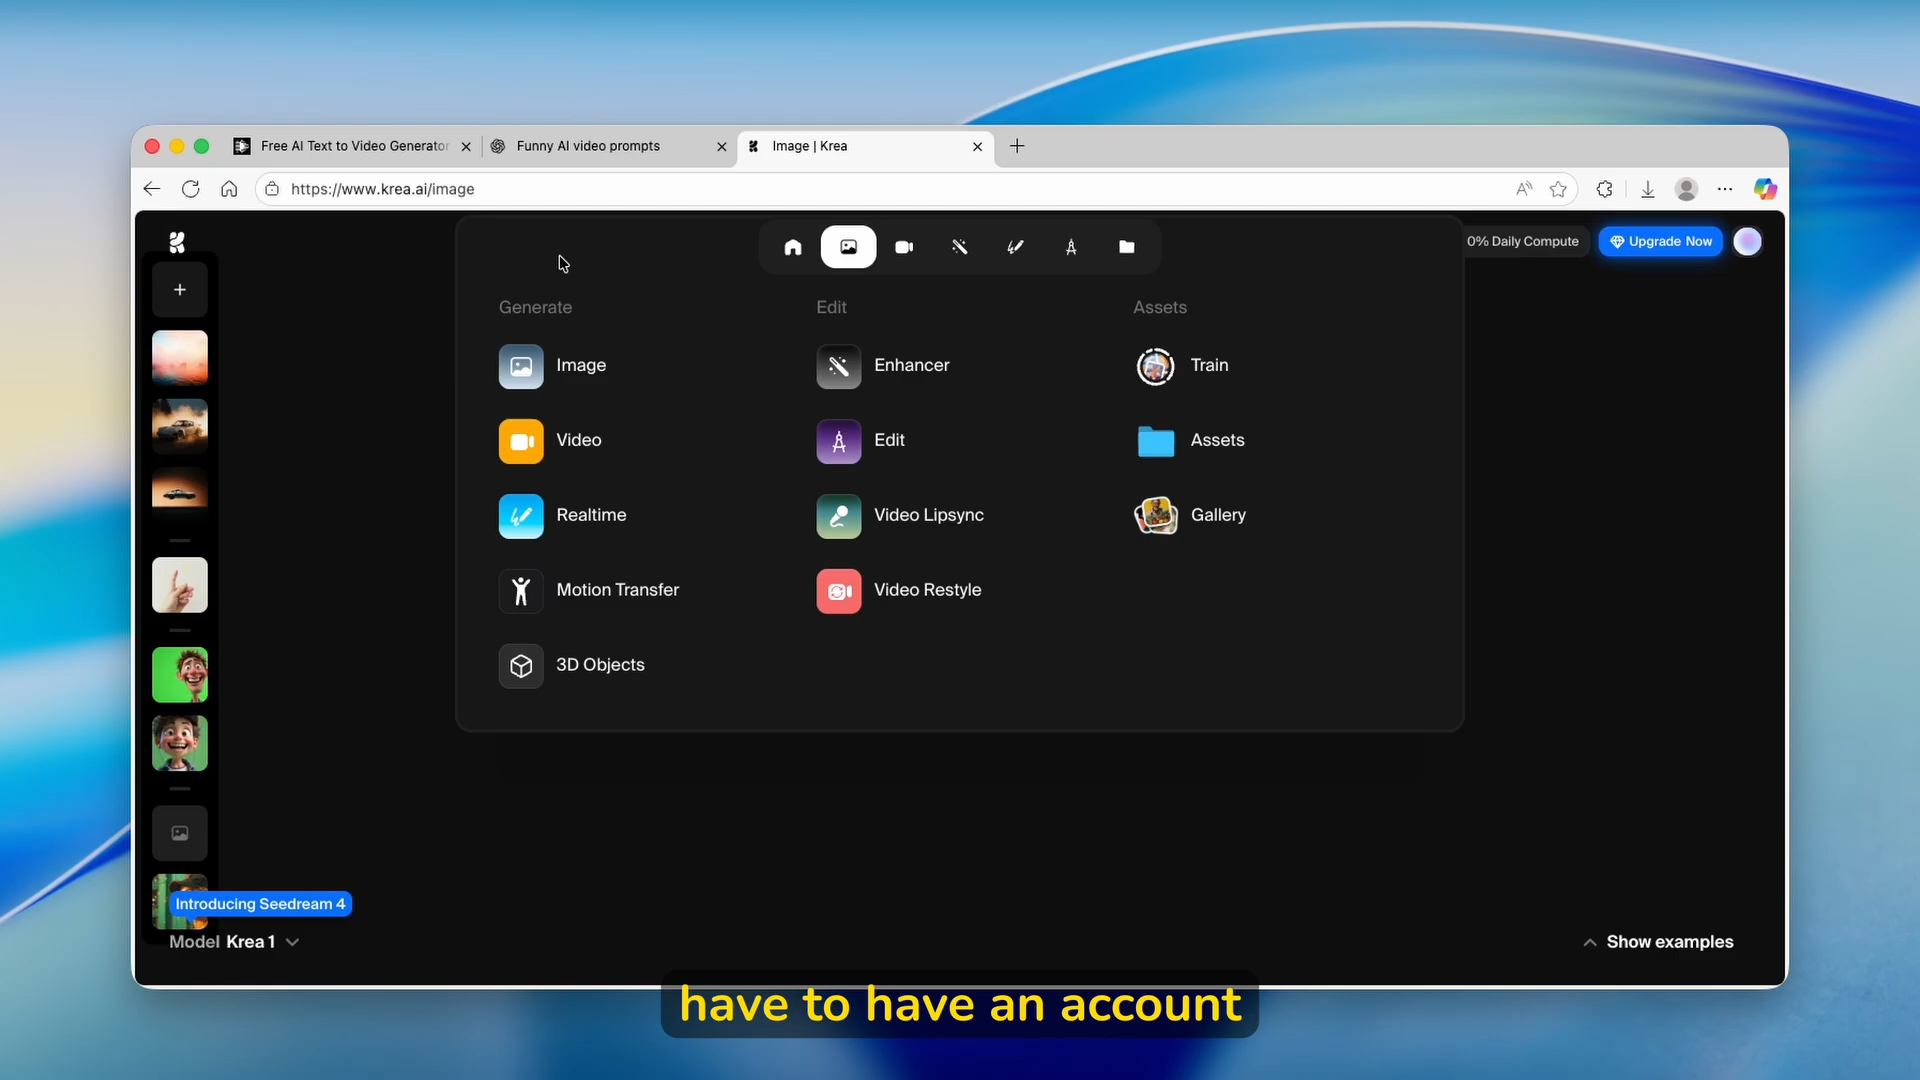 Free AI Text to Video Generator
Funny AI video prompts
Image | Krea
https://www.krea.ai/image
0% Daily Compute
Upgrade Now
Generate
Edit
Assets
Image
Enhancer
Train
Video
Edit
Assets
Realtime
Video Lipsync
Gallery
Motion Transfer
Video Restyle
3D Objects
Introducing Seedream 4
Model Krea 1
Show examples
have to have an account